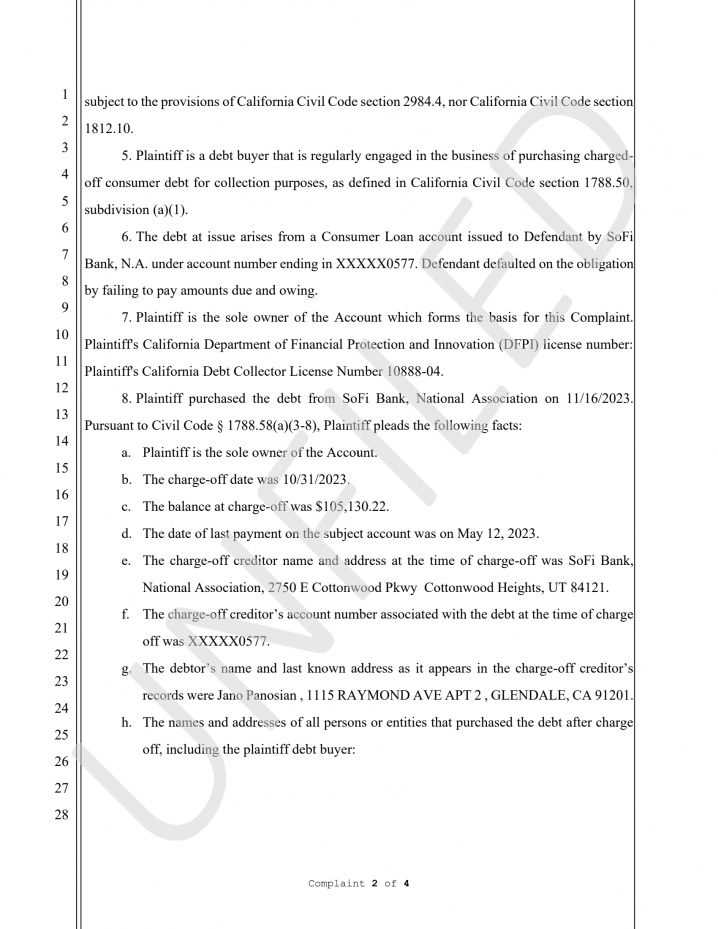 subject to the provisions of California Civil Code section 2984.4, nor California Civil Code section
1812.10.
5. Plaintiff is a debt buyer that is regularly engaged in the business of purchasing charged-
off consumer debt for collection purposes, as defined in California Civil Code section 1788.50,
subdivision (a)(1).
6. The debt at issue arises from a Consumer Loan account issued to Defendant by SoFi
Bank, N.A. under account number ending in XXXXX0577. Defendant defaulted on the obligation
by failing to pay amounts due and owing.
7. Plaintiff is the sole owner of the Account which forms the basis for this Complaint.
Plaintiff's California Department of Financial Protection and Innovation (DFPI) license number:
Plaintiff's California Debt Collector License Number 10888-04.
8. Plaintiff purchased the debt from SoFi Bank, National Association on 11/16/2023.
Pursuant to Civil Code § 1788.58(a)(3-8), Plaintiff pleads the following facts:
a. Plaintiff is the sole owner of the Account.
b. The charge-off date was 10/31/2023.
c. The balance at charge-off was $105,130.22.
d. The date of last payment on the subject account was on May 12, 2023.
e. The charge-off creditor name and address at the time of charge-off was SoFi Bank,
National Association, 2750 E Cottonwood Pkwy Cottonwood Heights, UT 84121.
f. The charge-off creditor’s account number associated with the debt at the time of charge
off was XXXXX0577.
g. The debtor’s name and last known address as it appears in the charge-off creditor’s
records were Jano Panosian , 1115 RAYMOND AVE APT 2 , GLENDALE, CA 91201.
h. The names and addresses of all persons or entities that purchased the debt after charge
off, including the plaintiff debt buyer:
1
2
3
4
5
6
7
8
9
10
11
12
13
14
15
16
17
18
19
20
21
22
23
24
25
26
27
28
UNFILED
Complaint 2 of 4